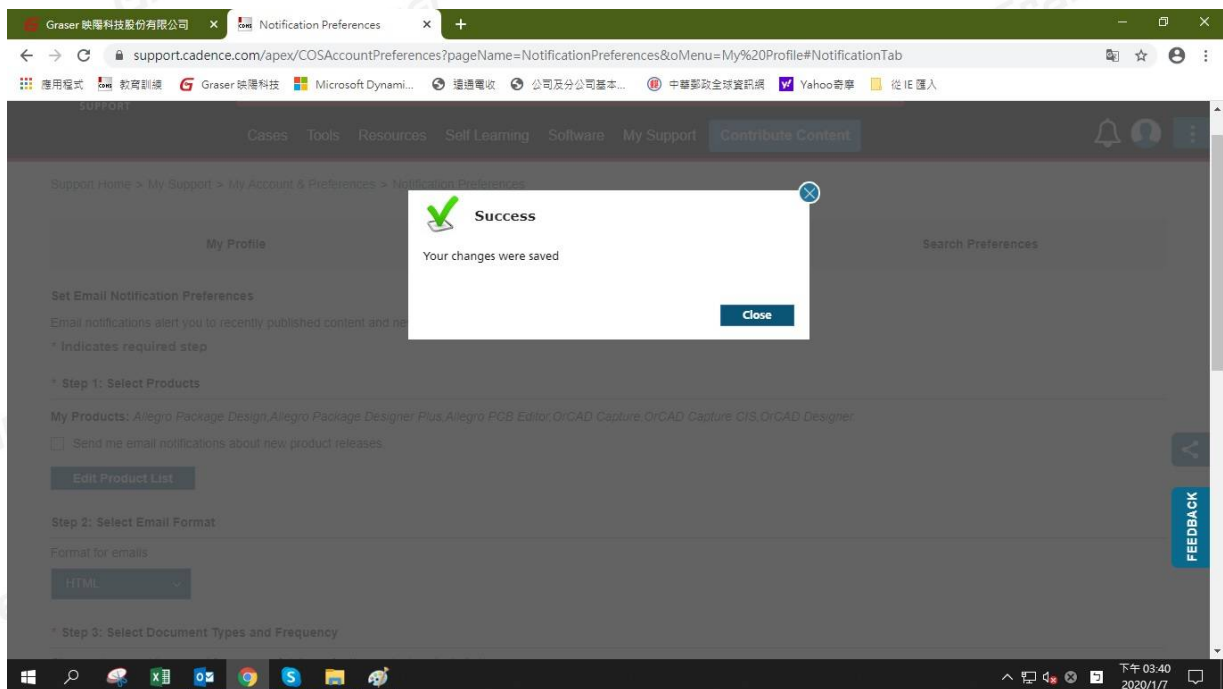 Graser 映陽科技股份有限公司
Notification Preferences
support.cadence.com/apex/COSAccountPreferences?pageName=NotificationPreferences&oMenu=My%20Profile#NotificationTab
應用程式 教育訓練 Graser 映陽科技 Microsoft Dynami... 遠通電收 公司及分公司基本... 中華郵政全球資訊網 Yahoo奇摩 從 IE 匯入
SUPPORT
Cases Tools Resources Self Learning Software My Support Contribute Content
Support Home > My Support > My Account & Preferences > Notification Preferences
Success
Your changes were saved
Close
My Profile
Search Preferences
Set Email Notification Preferences
Email notifications alert you to recently published content and ne
* Indicates required step
* Step 1: Select Products
My Products: Allegro Package Design,Allegro Package Designer Plus,Allegro PCB Editor,OrCAD Capture,OrCAD Capture CIS,OrCAD Designer
Send me email notifications about new product releases
Edit Product List
Step 2: Select Email Format
Format for emails
HTML
* Step 3: Select Document Types and Frequency
FEEDBACK
下午 03:40
2020/1/7